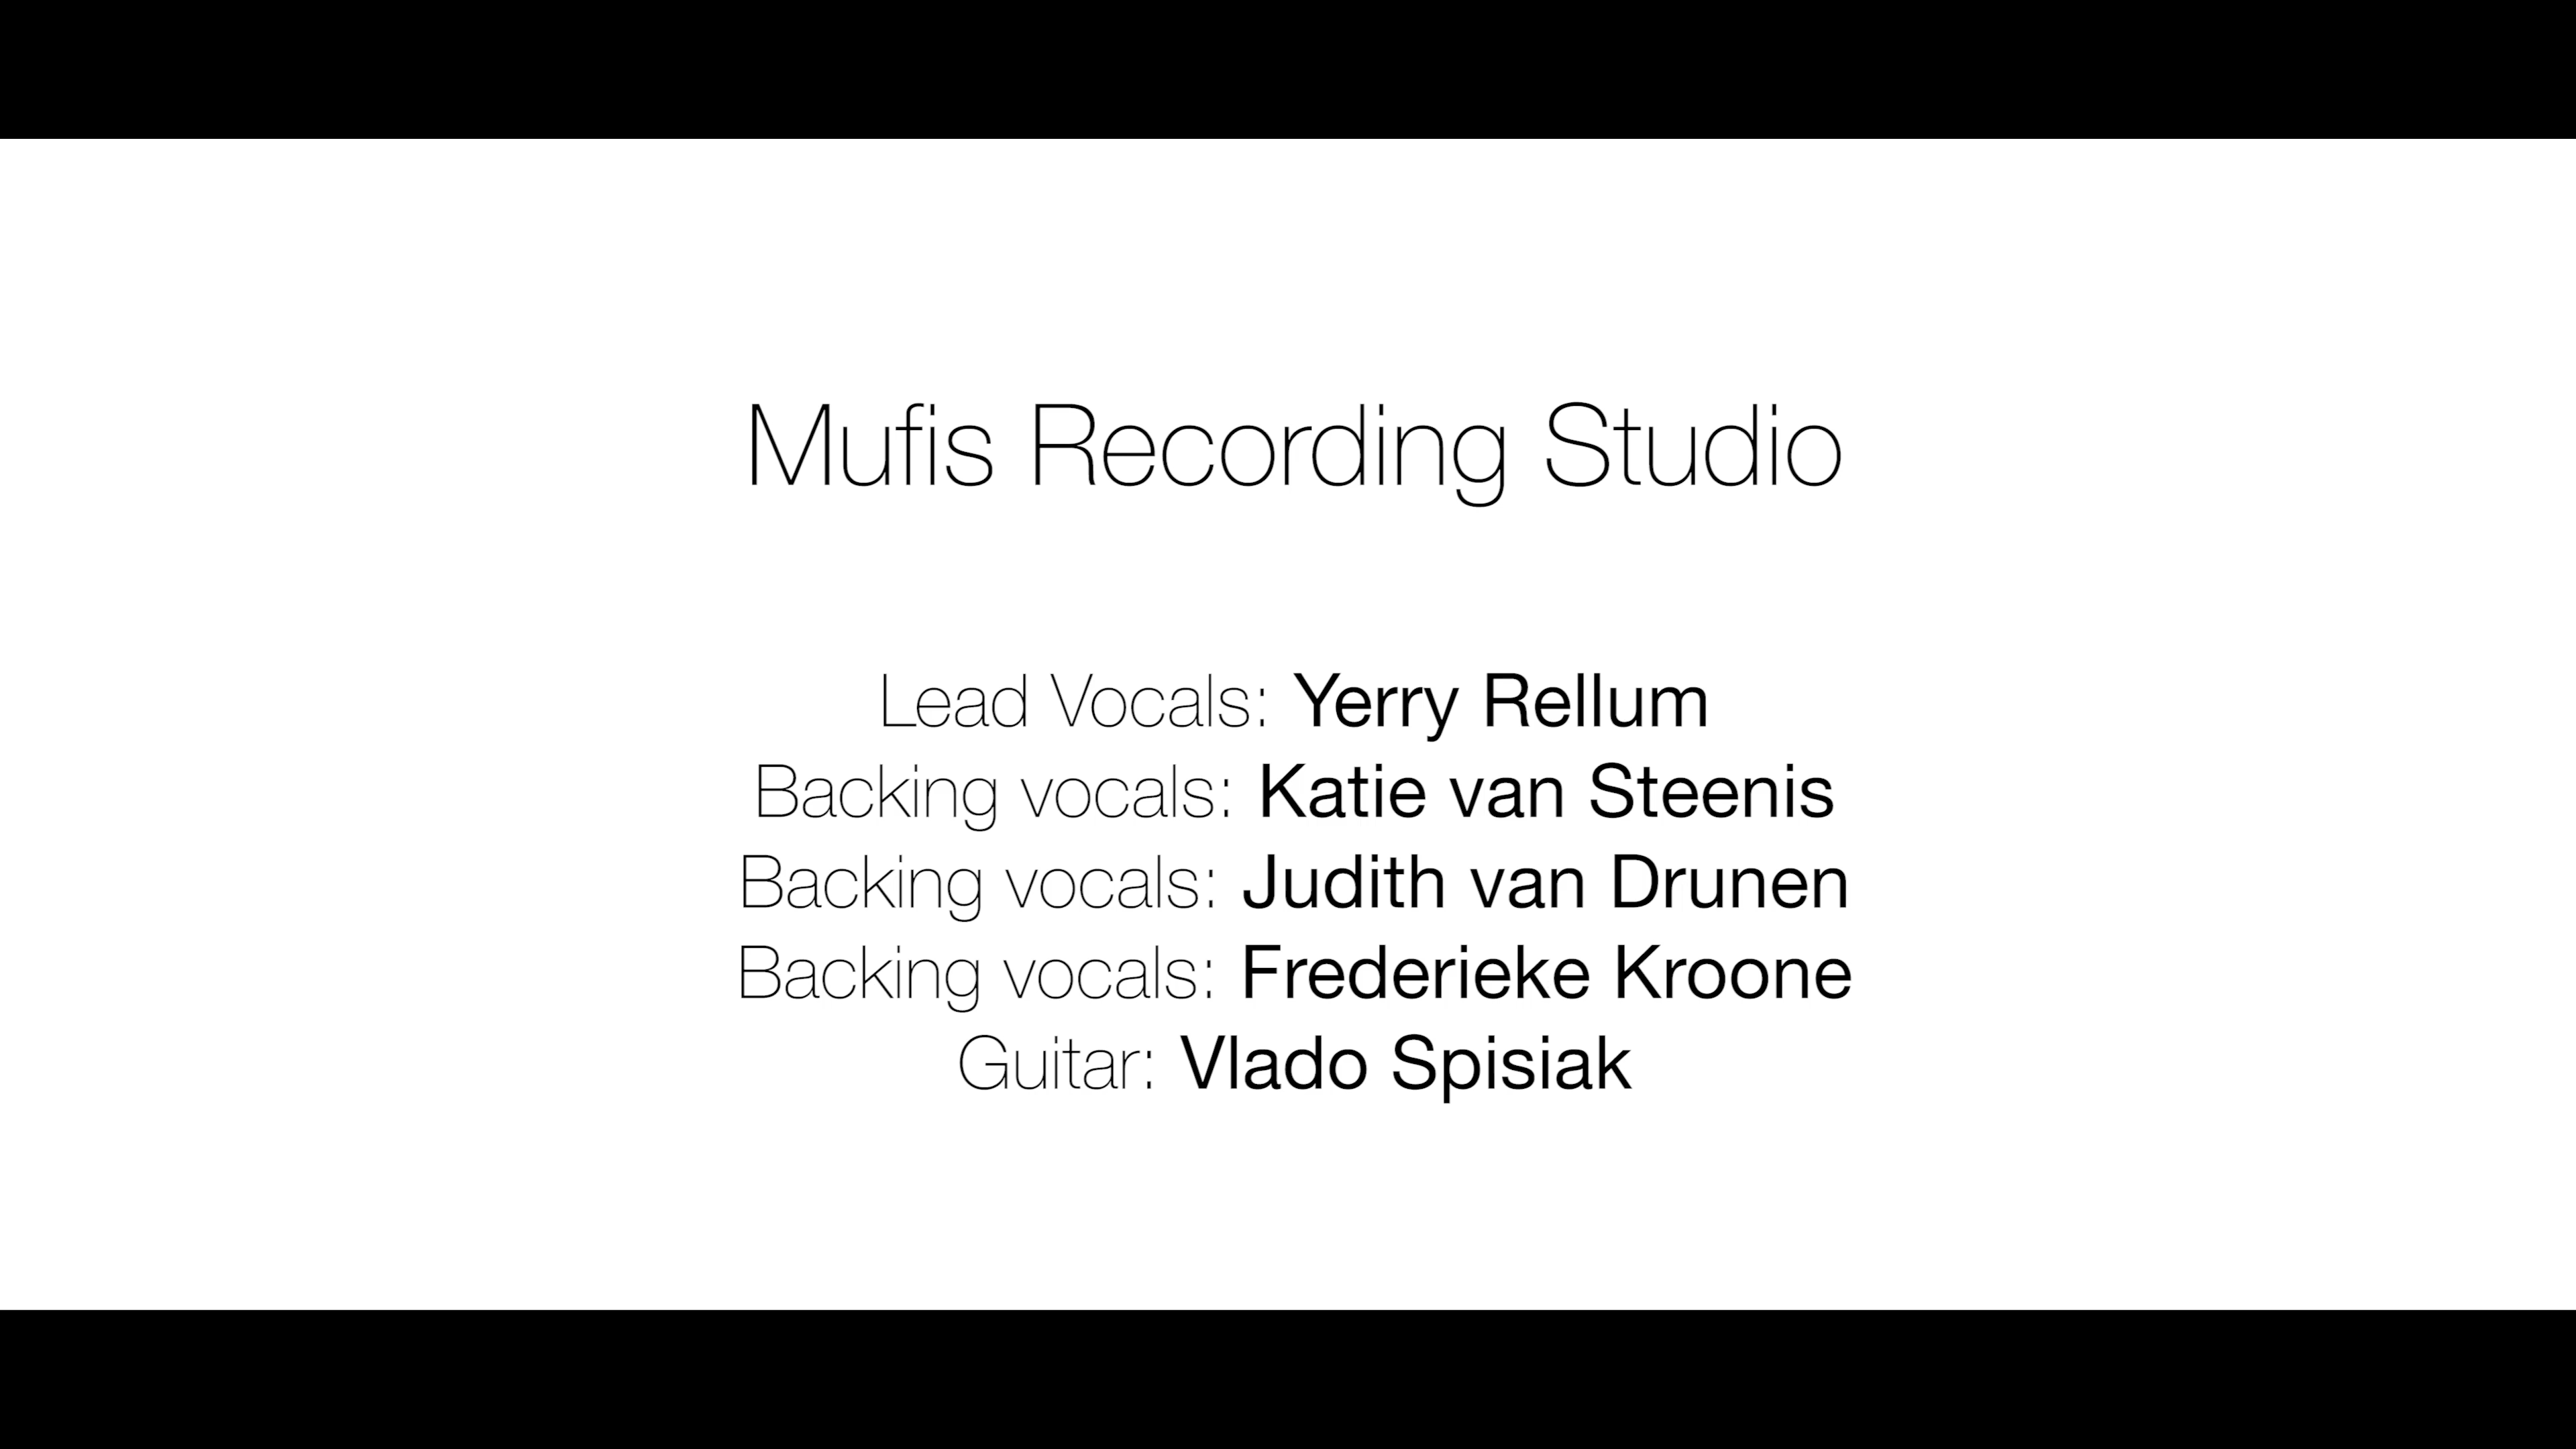 Mufis Recording Studio
Lead Vocals: Yerry Rellum
Backing vocals: Katie van Steenis
Backing vocals: Judith van Drunen
Backing vocals: Frederieke Kroone
Guitar: Vlado Spisiak